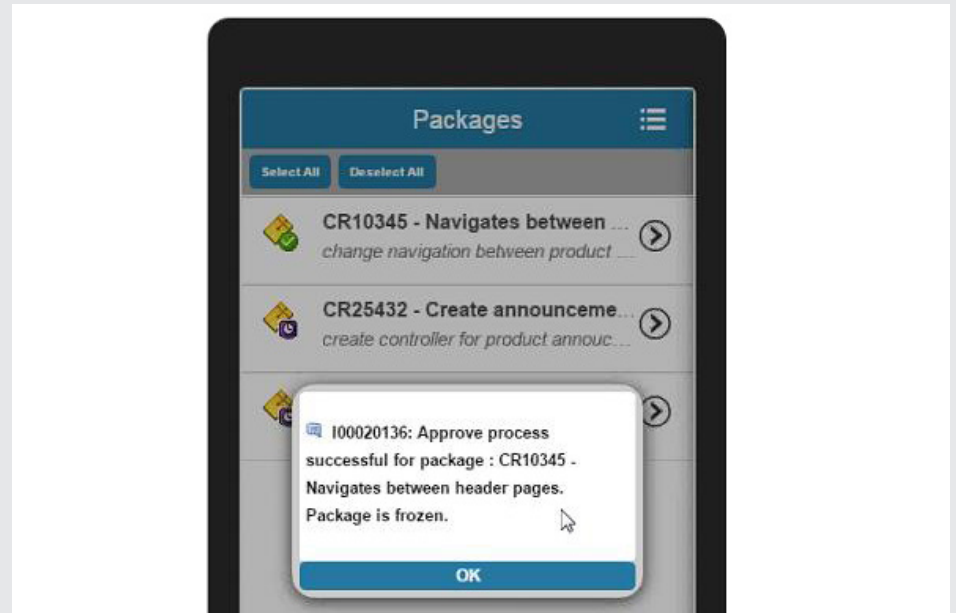 Packages
Select All Deselect All
CR10345 - Navigates between ...
change navigation between product ....
CR25432 - Create announceme...
create controller for product annouc...
I00020136: Approve process
successful for package : CR10345 -
Navigates between header pages.
Package is frozen.
OK